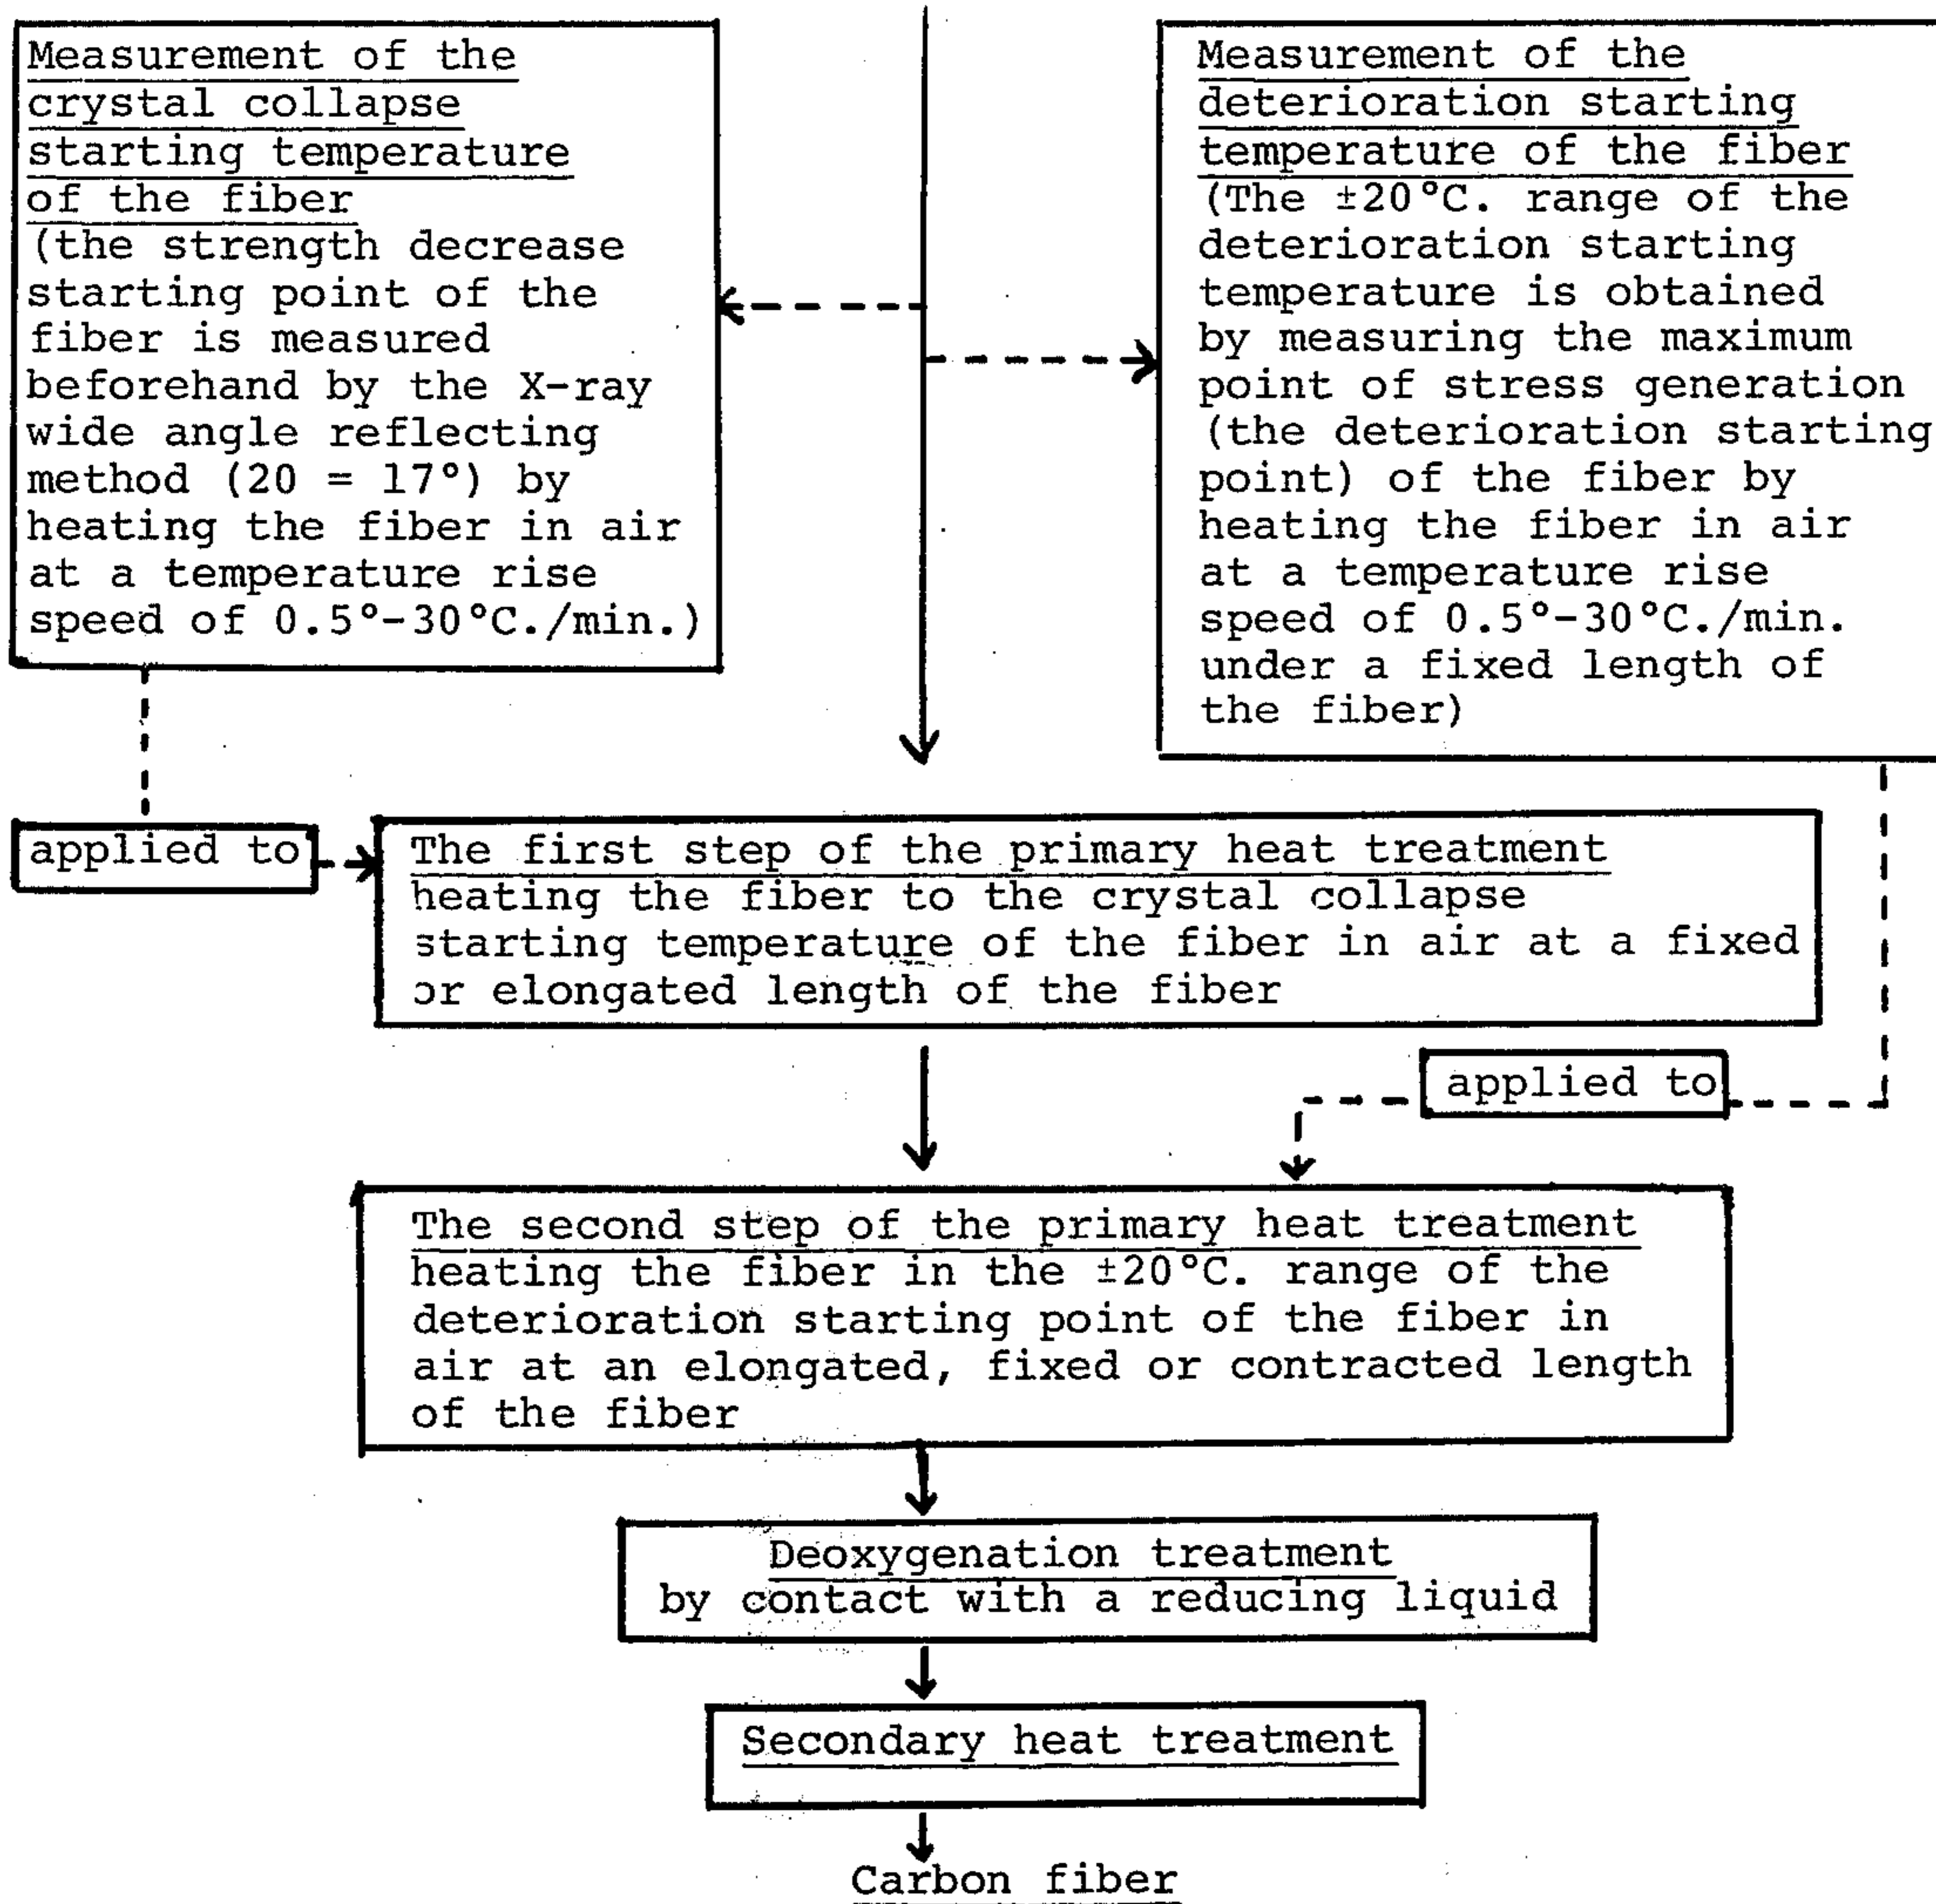 Measurement of the
crystal collapse
starting temperature
of the fiber
(the strength decrease
starting point of the
fiber is measured
beforehand by the X-ray
wide angle reflecting
method (20 = 17°) by
heating the fiber in air
at a temperature rise
speed of 0.5°-30°C./min.)
Measurement of the
deterioration starting
temperature of the fiber
(The ±20°C. range of the
deterioration starting
temperature is obtained
by measuring the maximum
point of stress generation
(the deterioration starting
point) of the fiber by
heating the fiber in air
at a temperature rise
speed of 0.5°-30°C./min.
under a fixed length of
the fiber)
applied to
The first step of the primary heat treatment
heating the fiber to the crystal collapse
starting temperature of the fiber in air at a fixed
or elongated length of the fiber
applied to
The second step of the primary heat treatment
heating the fiber in the ±20°C. range of the
deterioration starting point of the fiber in
air at an elongated, fixed or contracted length
of the fiber
Deoxygenation treatment
by contact with a reducing liquid
Secondary heat treatment
Carbon fiber